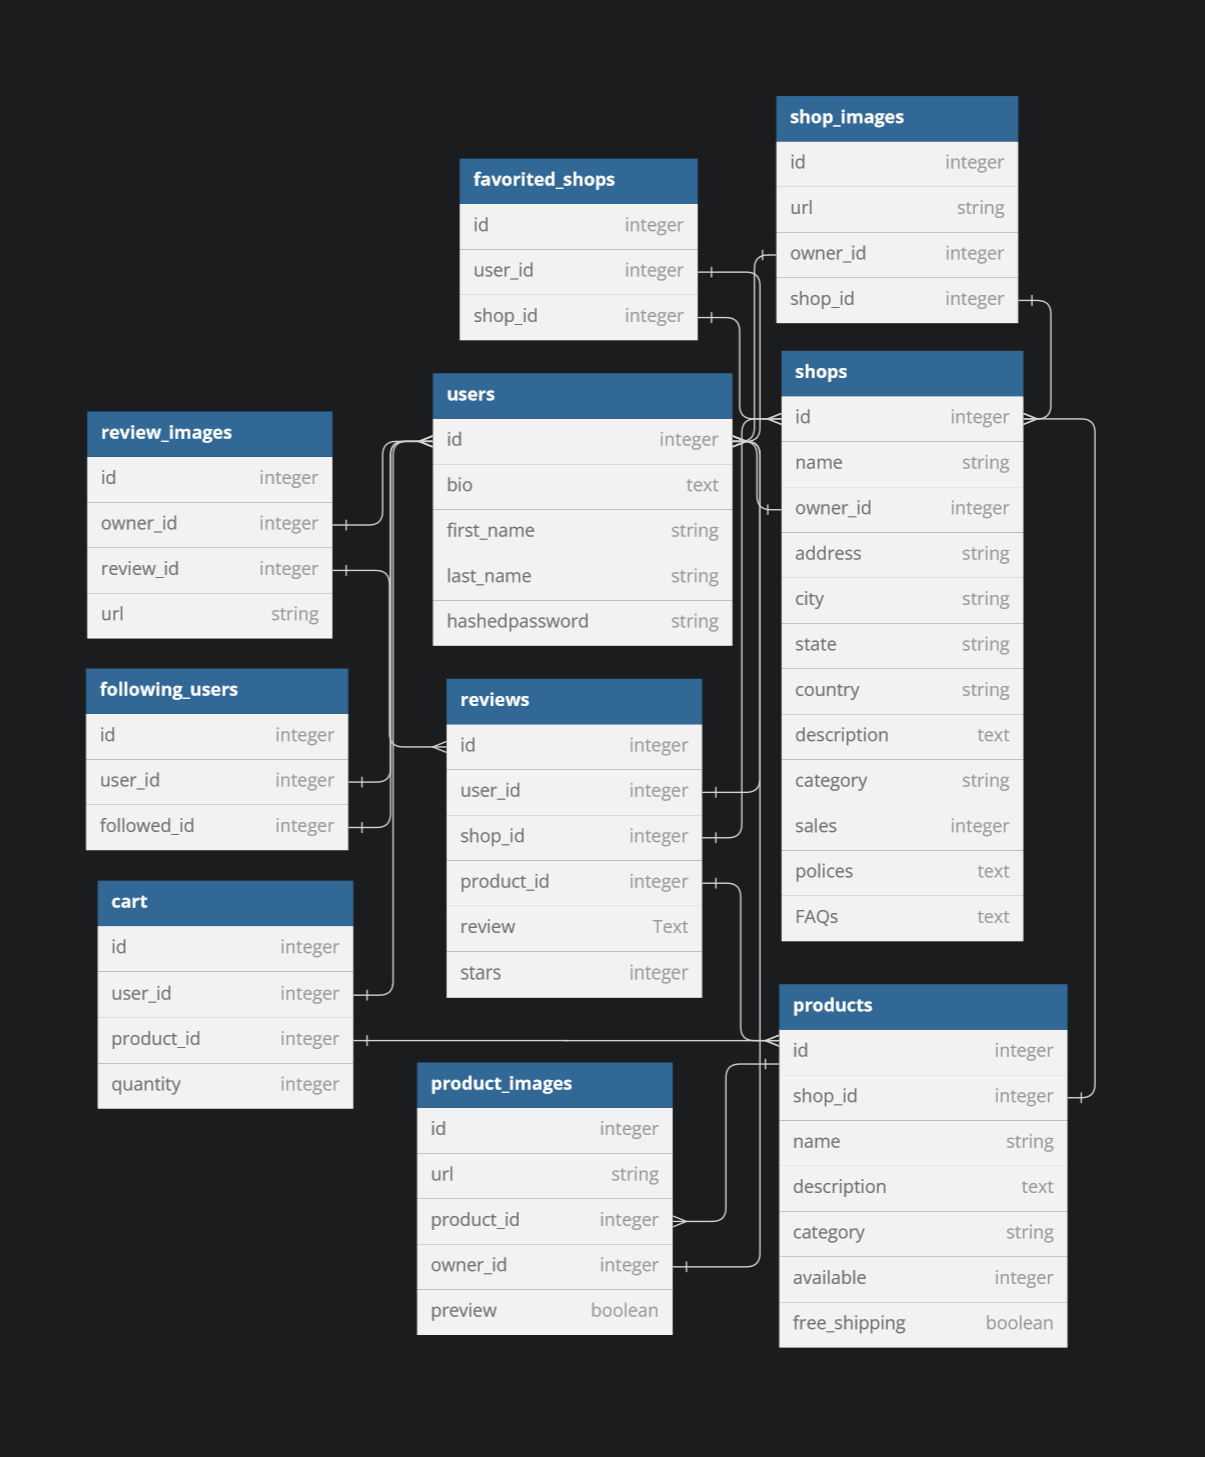 shop_images
id integer
url string
owner_id integer
shop_id integer
favorited_shops
id integer
user_id integer
shop_id integer
shops
id integer
name string
owner_id integer
address string
city string
state string
country string
description text
category string
sales integer
polices text
FAQs text
users
id integer
bio text
first_name string
last_name string
hashedpassword string
review_images
id integer
owner_id integer
review_id integer
url string
following_users
id integer
user_id integer
followed_id integer
reviews
id integer
user_id integer
shop_id integer
product_id integer
review Text
stars integer
cart
id integer
user_id integer
product_id integer
quantity integer
products
id integer
shop_id integer
name string
description text
category string
available integer
free_shipping boolean
product_images
id integer
url string
product_id integer
owner_id integer
preview boolean